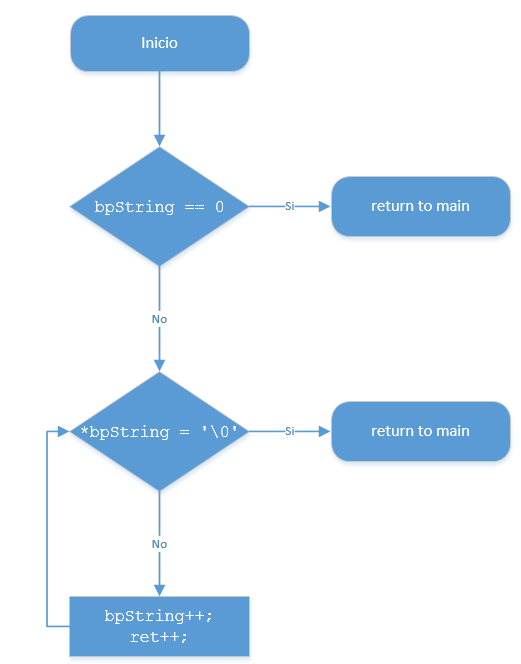 Inicio
bpString == 0
Si
return to main
No
*bpString = '\0'
Si
return to main
No
bpString++;
ret++;